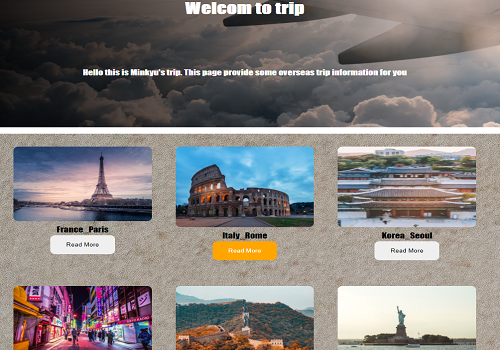 Welcom to trip
Hello this is Minkyu's trip. This page provide some overseas trip information for you
France_Paris
Italy_Rome
Korea_Seoul
Read More
Read More
Read More